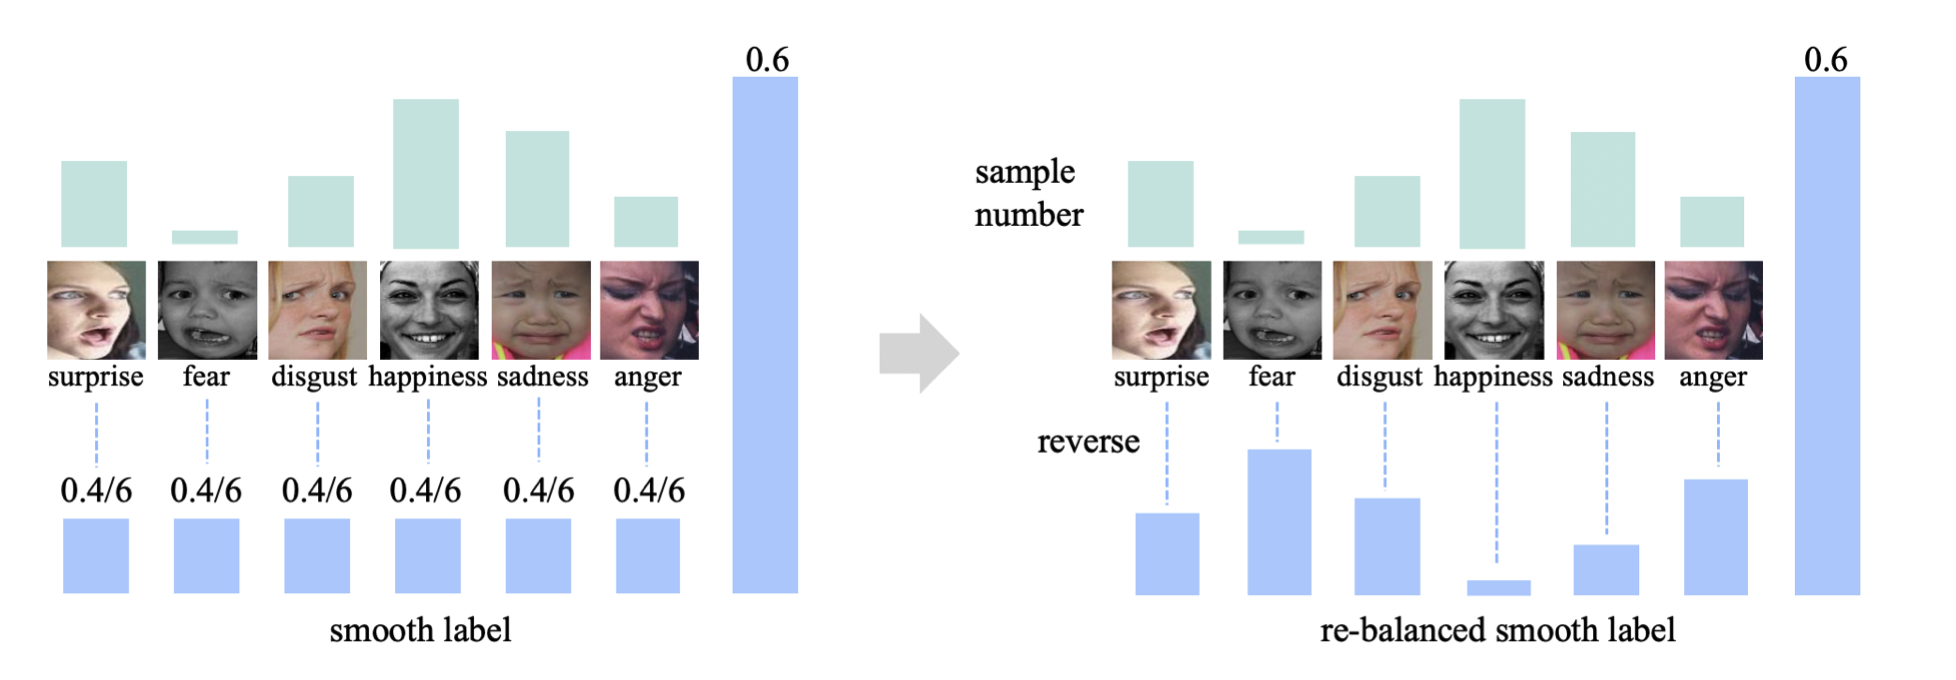 0.6
surprise fear disgust happiness sadness anger
0.4/6 0.4/6 0.4/6 0.4/6 0.4/6 0.4/6
smooth label
0.6
sample
number
surprise fear disgust happiness sadness anger
reverse
re-balanced smooth label